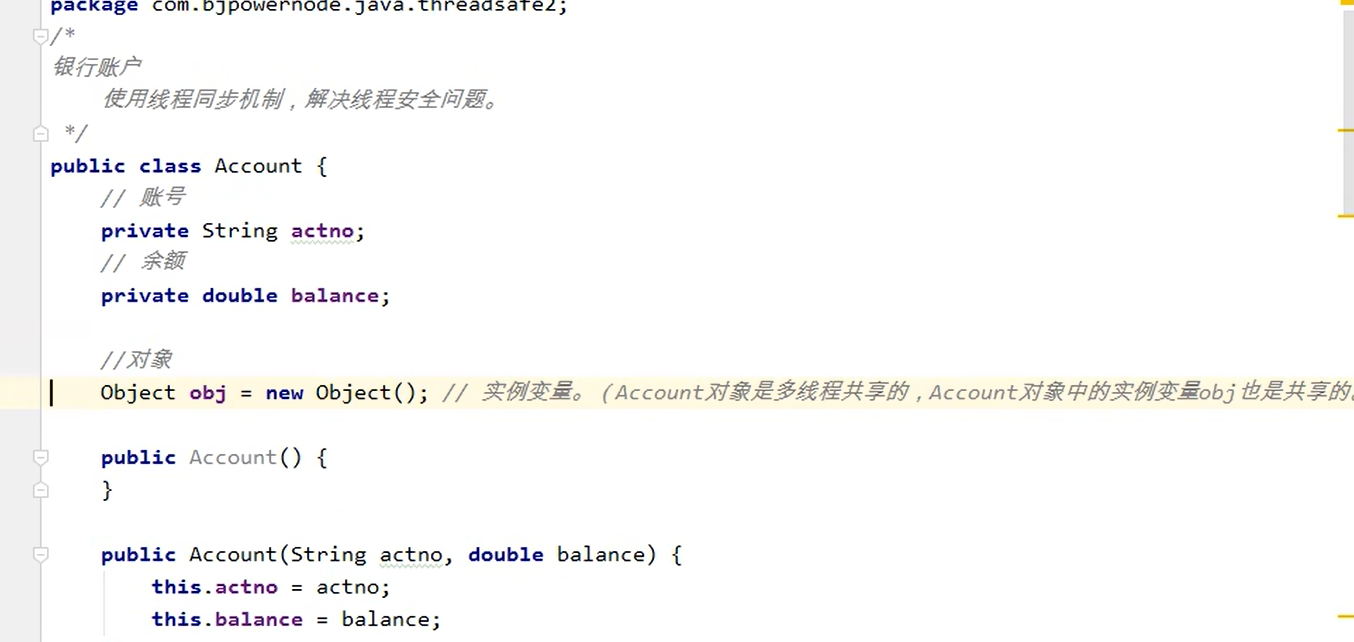 package com.bjpowernode.java.threadsafe2;
/*
银行账户
使用线程同步机制，解决线程安全问题。
*/
public class Account {
// 账号
private String actno;
// 余额
private double balance;
//对象
Object obj = new Object(); // 实例变量。(Account对象是多线程共享的，Account对象中的实例变量obj也是共享的。
public Account() {
}
public Account(String actno, double balance) {
this.actno = actno;
this.balance = balance;